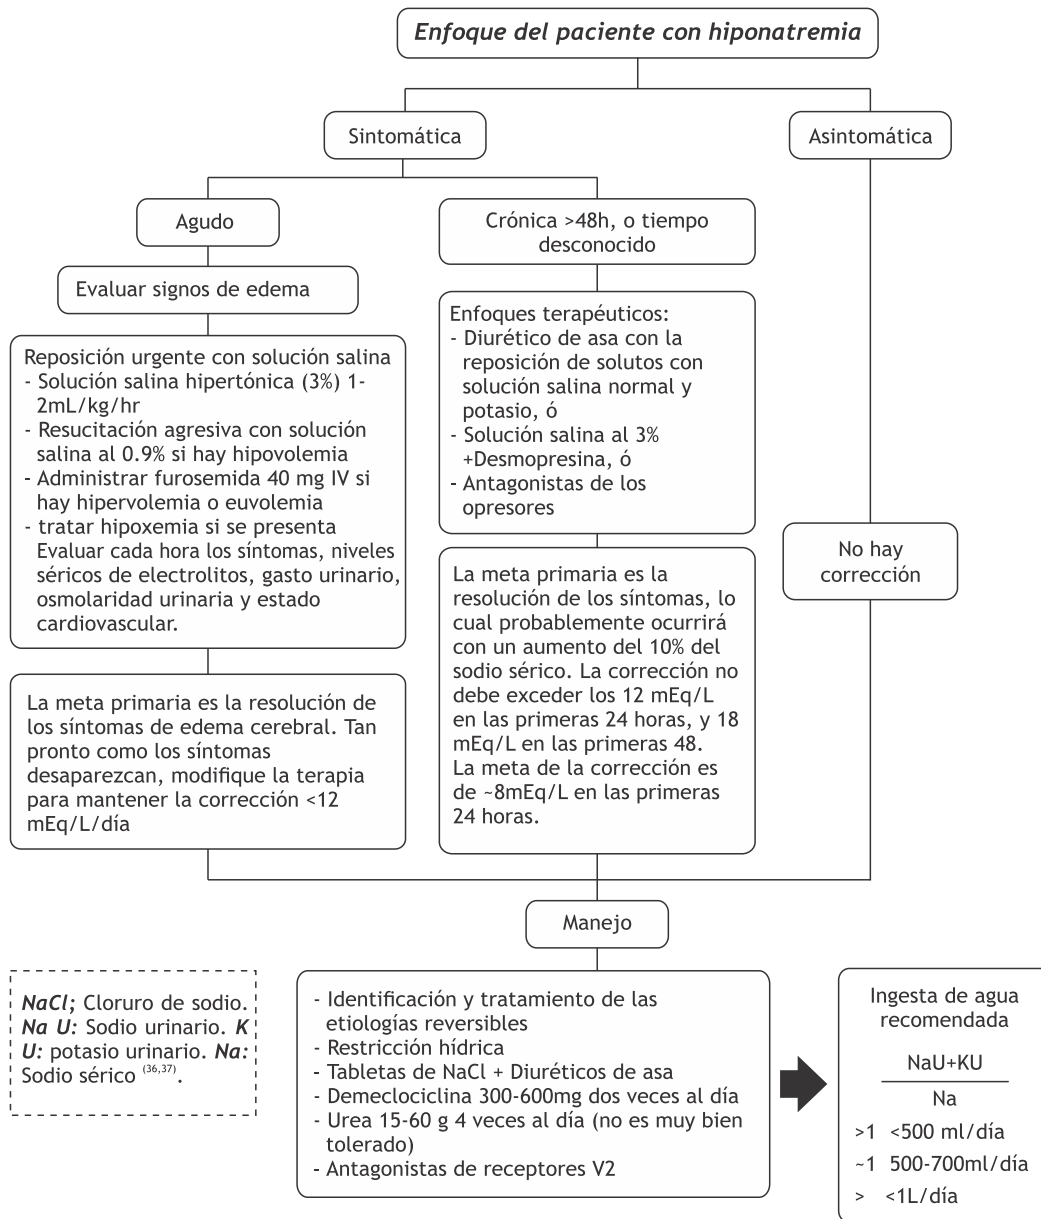 Enfoque del paciente con hiponatremia
Sintomática
Asintomática
Agudo
Crónica >48h, o tiempo
desconocido
Evaluar signos de edema
Reposición urgente con solución salina
- Solución salina hipertónica (3%) 1-
2mL/kg/hr
- Resucitación agresiva con solución
salina al 0.9% si hay hipovolemia
- Administrar furosemida 40 mg IV si
hay hipervolemia o euvolemia
- tratar hipoxemia si se presenta
Evaluar cada hora los síntomas, niveles
séricos de electrolitos, gasto urinario,
osmolaridad urinaria y estado
cardiovascular.
Enfoques terapéuticos:
- Diurético de asa con la
reposición de solutos con
solución salina normal y
potasio, ó
- Solución salina al 3%
+Desmopresina, ó
- Antagonistas de los
opresores
No hay
corrección
La meta primaria es la resolución de
los síntomas de edema cerebral. Tan
pronto como los síntomas
desaparezcan, modifique la terapia
para mantener la corrección <12
mEq/L/día
La meta primaria es la
resolución de los síntomas, lo
cual probablemente ocurrirá
con un aumento del 10% del
sodio sérico. La corrección no
debe exceder los 12 mEq/L
en las primeras 24 horas, y 18
mEq/L en las primeras 48.
La meta de la corrección es
de ~8mEq/L en las primeras
24 horas.
Manejo
NaCl; Cloruro de sodio.
Na U: Sodio urinario. K
U: potasio urinario. Na:
Sodio sérico (36,37).
- Identificación y tratamiento de las
etiologías reversibles
- Restricción hídrica
- Tabletas de NaCl + Diuréticos de asa
- Demeclociclina 300-600mg dos veces al día
- Urea 15-60 g 4 veces al día (no es muy bien
tolerado)
- Antagonistas de receptores V2
Ingesta de agua
recomendada
NaU+KU
Na
>1 <500 ml/día
~1 500-700ml/día
> <1L/día